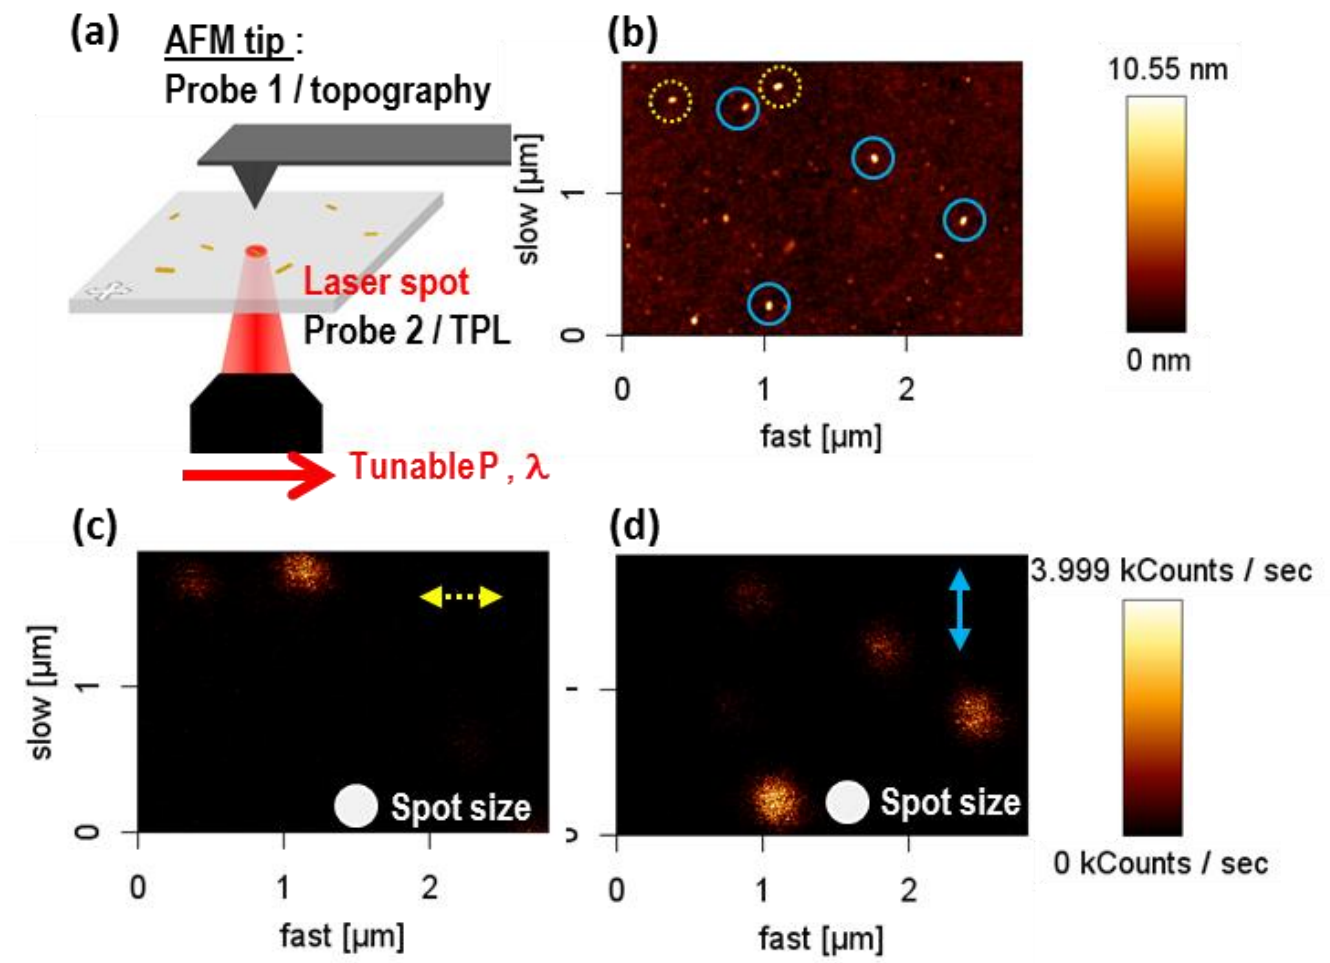 (a)
AFM tip :
Probe 1 / topography
Laser spot
Probe 2 / TPL
Tunable P , λ
(b)
slow [µm]
1
0
0 1 2
fast [µm]
10.55 nm
0 nm
(c)
slow [µm]
1
0
Spot size
0 1 2
fast [µm]
(d)
Spot size
0 1 2
fast [µm]
3.999 kCounts / sec
0 kCounts / sec